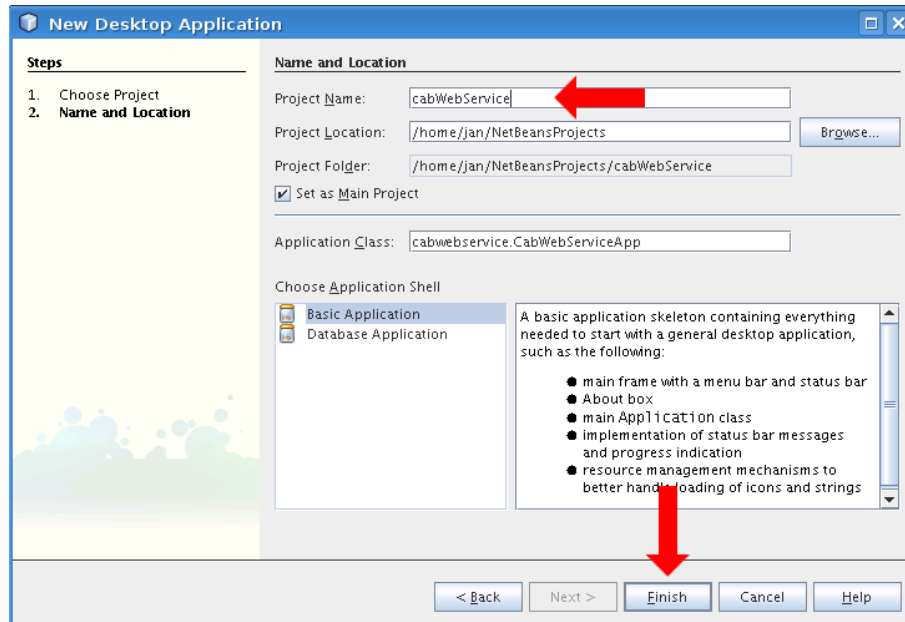 New Desktop Application
Steps
1. Choose Project
2. Name and Location
Name and Location
Project Name: cabWebService
Project Location: /home/jan/NetBeansProjects Browse...
Project Folder: /home/jan/NetBeansProjects/cabWebService
Set as Main Project
Application Class: cabwebservice.CabWebServiceApp
Choose Application Shell
Basic Application
Database Application
A basic application skeleton containing everything
needed to start with a general desktop application,
such as the following:
● main frame with a menu bar and status bar
● About box
● main Application class
● implementation of status bar messages
and progress indication
● resource management mechanisms to
better handle loading of icons and strings
< Back Next > Finish Cancel Help